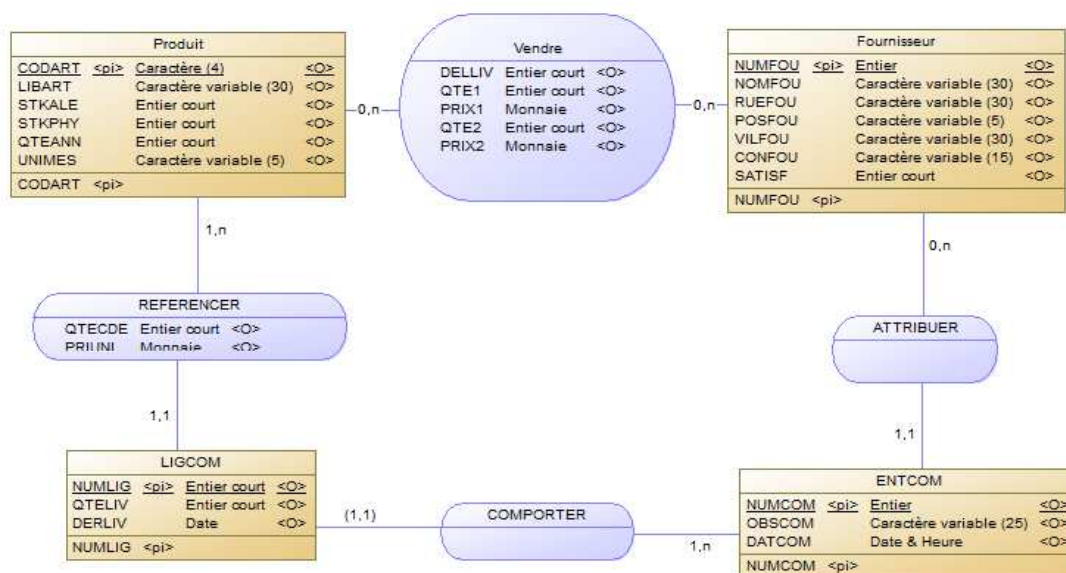 Produit
CODART <pi> Caractère (4) <O>
LIBART Caractère variable (30) <O>
STKALE Entier court <O>
STKPHY Entier court <O>
QTEANN Entier court <O>
UNIMES Caractère variable (5) <O>
CODART <pi>
0,n
Vendre
DELLIV Entier court <O>
QTE1 Entier court <O>
PRIX1 Monnaie <O>
QTE2 Entier court <O>
PRIX2 Monnaie <O>
0,n
Fournisseur
NUMFOU <pi> Entier <O>
NOMFOU Caractère variable (30) <O>
RUEFOU Caractère variable (30) <O>
POSFOU Caractère variable (5) <O>
VILFOU Caractère variable (30) <O>
CONFOU Caractère variable (15) <O>
SATISF Entier court <O>
NUMFOU <pi>
1,n
0,n
REFERENCER
QTECDE Entier court <O>
PRIUNI Monnaie <O>
ATTRIBUER
1,1
1,1
LIGCOM
NUMLIG <pi> Entier court <O>
QTELIV Entier court <O>
DERLIV Date <O>
NUMLIG <pi>
(1,1)
COMPORTER
1,n
ENTCOM
NUMCOM <pi> Entier <O>
OBSCOM Caractère variable (25) <O>
DATCOM Date & Heure <O>
NUMCOM <pi>